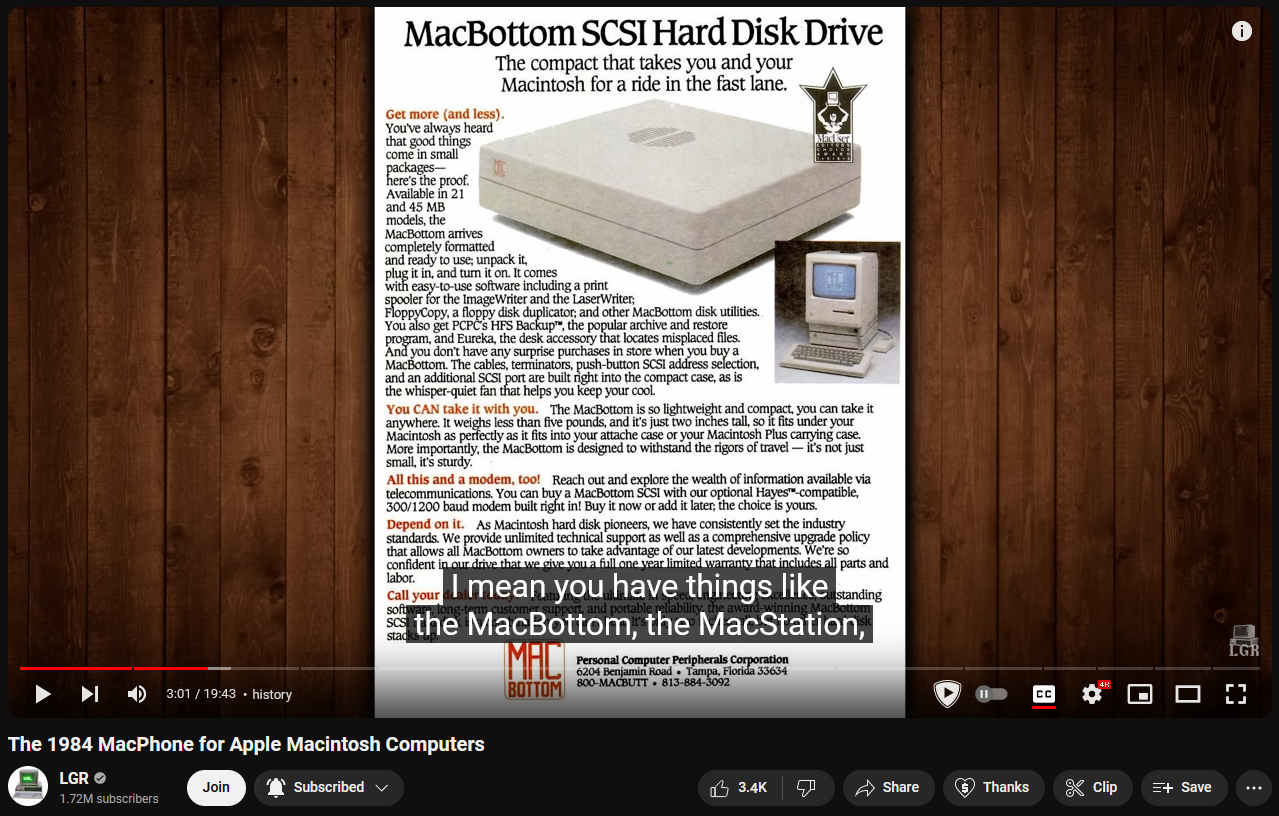 MacBottom SCSI Hard Disk Drive
The compact that takes you and your
Macintosh for a ride in the fast lane.
MacUser
EDITORS'
CHOICE
AWARD
Get more (and less).
You've always heard
that good things
come in small
packages—
here's the proof.
Available in 21
and 45 MB
models, the
MacBottom arrives
completely formatted
and ready to use; unpack it,
plug it in, and turn it on. It comes
with easy-to-use software including a print
spooler for the ImageWriter and the LaserWriter;
FloppyCopy, a floppy disk duplicator; and other MacBottom disk utilities.
You also get PCPC's HFS Backup™, the popular archive and restore
program, and Eureka, the desk accessory that locates misplaced files.
And you don't have any surprise purchases in store when you buy a
MacBottom. The cables, terminators, push-button SCSI address selection,
and an additional SCSI port are built right into the compact case, as is
the whisper-quiet fan that helps you keep your cool.
MAC
MAC
You CAN take it with you. The MacBottom is so lightweight and compact, you can take it
anywhere. It weighs less than five pounds, and it's just two inches tall, so it fits under your
Macintosh as perfectly as it fits into your attache case or your Macintosh Plus carrying case.
More importantly, the MacBottom is designed to withstand the rigors of travel — it's not just
small, it's sturdy.
All this and a modem, too! Reach out and explore the wealth of information available via
telecommunications. You can buy a MacBottom SCSI with our optional Hayes™-compatible,
300/1200 baud modem built right in! Buy it now or add it later; the choice is yours.
Depend on it. As Macintosh hard disk pioneers, we have consistently set the industry
standards. We provide unlimited technical support as well as a comprehensive upgrade policy
that allows all MacBottom owners to take advantage of our latest developments. We're so
confident in our drive that we give you a full one year limited warranty that includes all parts and
labor.
Call your dealer today. Featuring the ultimate in speed, engineering excellence, outstanding
software, long-term customer support, and portable reliability, the award-winning MacBottom
SCSI disk
stacks up.
I mean you have things like
the MacBottom, the MacStation,
MAC
BOTTOM
Personal Computer Peripherals Corporation
6204 Benjamin Road • Tampa, Florida 33634
800-MACBUTT • 813-884-3092
LGR
3:01 / 19:43 • history
CC
4K
The 1984 MacPhone for Apple Macintosh Computers
LGR
1.72M subscribers
Join
Subscribed
3.4K
Share
Thanks
Clip
Save